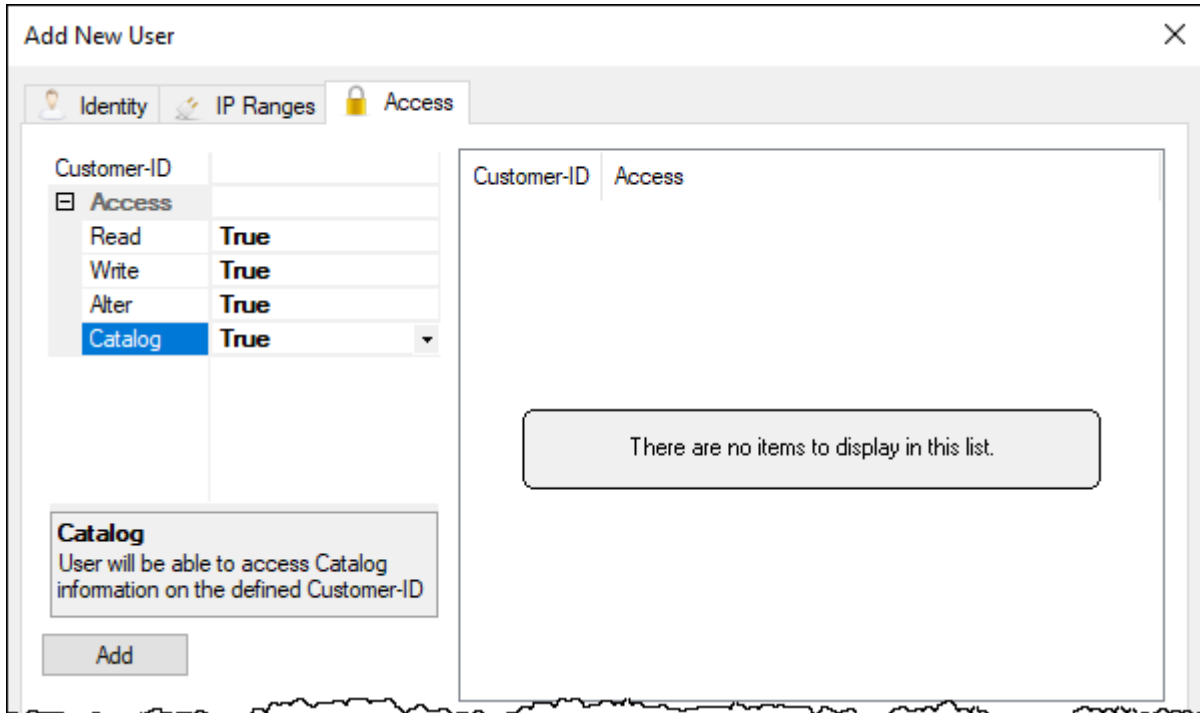 Add New User
Identity
IP Ranges
Access
Customer-ID
Access
Read True
Write True
Alter True
Catalog True
Catalog
User will be able to access Catalog
information on the defined Customer-ID
Add
Customer-ID Access
There are no items to display in this list.